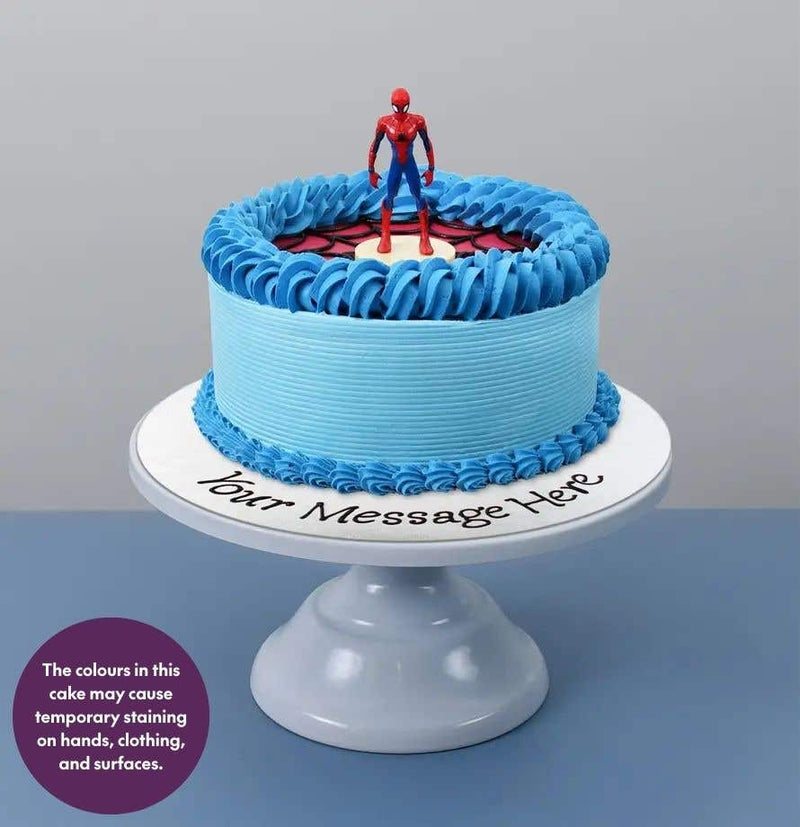 Your Message Here
The colours in this
cake may cause
temporary staining
on hands, clothing,
and surfaces.